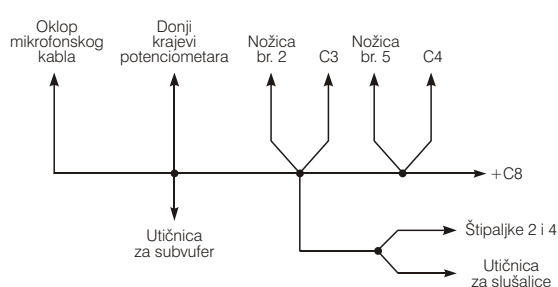 Oklop
mikrofonskog
kabla
Donji
krajevi
potenciometara
Nožica
br. 2
C3
Nožica
br. 5
C4
+C8
Utičnica
za subvufer
Štipaljke 2 i 4
Utičnica
za slušalice